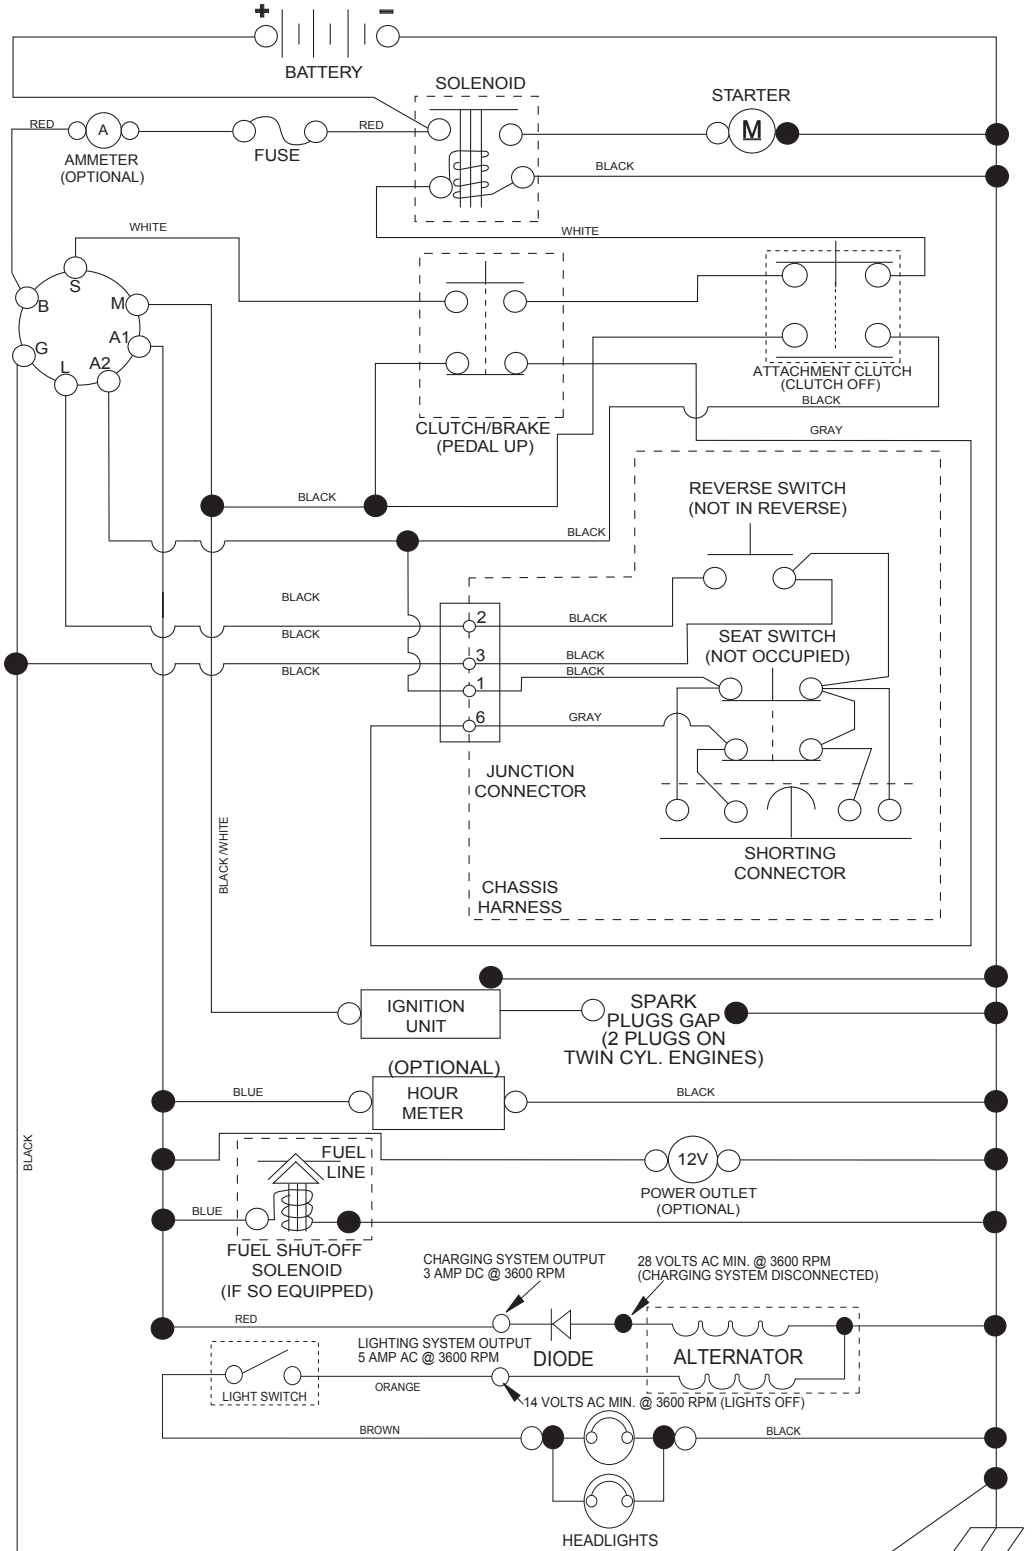 + −
BATTERY
SOLENOID
STARTER
RED
A
AMMETER
(OPTIONAL)
FUSE
RED
M
BLACK
WHITE
WHITE
S
B
M
G
A1
L
A2
CLUTCH/BRAKE
(PEDAL UP)
ATTACHMENT CLUTCH
(CLUTCH OFF)
BLACK
GRAY
BLACK
BLACK
REVERSE SWITCH
(NOT IN REVERSE)
BLACK
BLACK
BLACK
2
BLACK
3
BLACK
1
BLACK
6
GRAY
SEAT SWITCH
(NOT OCCUPIED)
JUNCTION
CONNECTOR
SHORTING
CONNECTOR
CHASSIS
HARNESS
BLACK /WHITE
IGNITION
UNIT
SPARK
PLUGS GAP
(2 PLUGS ON
TWIN CYL. ENGINES)
(OPTIONAL)
HOUR
METER
BLUE
BLACK
BLACK
FUEL
LINE
12V
POWER OUTLET
(OPTIONAL)
BLUE
FUEL SHUT-OFF
SOLENOID
(IF SO EQUIPPED)
CHARGING SYSTEM OUTPUT
3 AMP DC @ 3600 RPM
28 VOLTS AC MIN. @ 3600 RPM
(CHARGING SYSTEM DISCONNECTED)
RED
LIGHTING SYSTEM OUTPUT
5 AMP AC @ 3600 RPM
DIODE
ALTERNATOR
LIGHT SWITCH
ORANGE
14 VOLTS AC MIN. @ 3600 RPM (LIGHTS OFF)
BROWN
BLACK
HEADLIGHTS